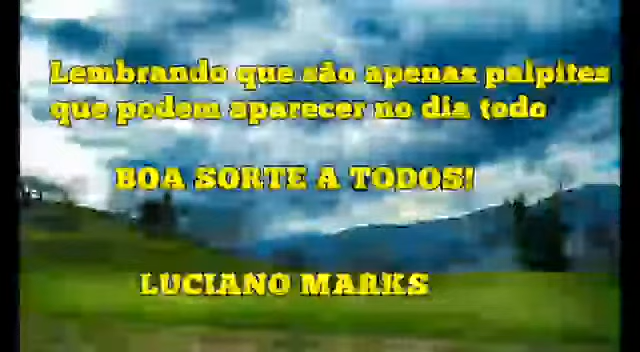 Lembrando que são apenas palpites
que podem aparecer no dia todo
BOA SORTE A TODOS!
LUCIANO MARKS